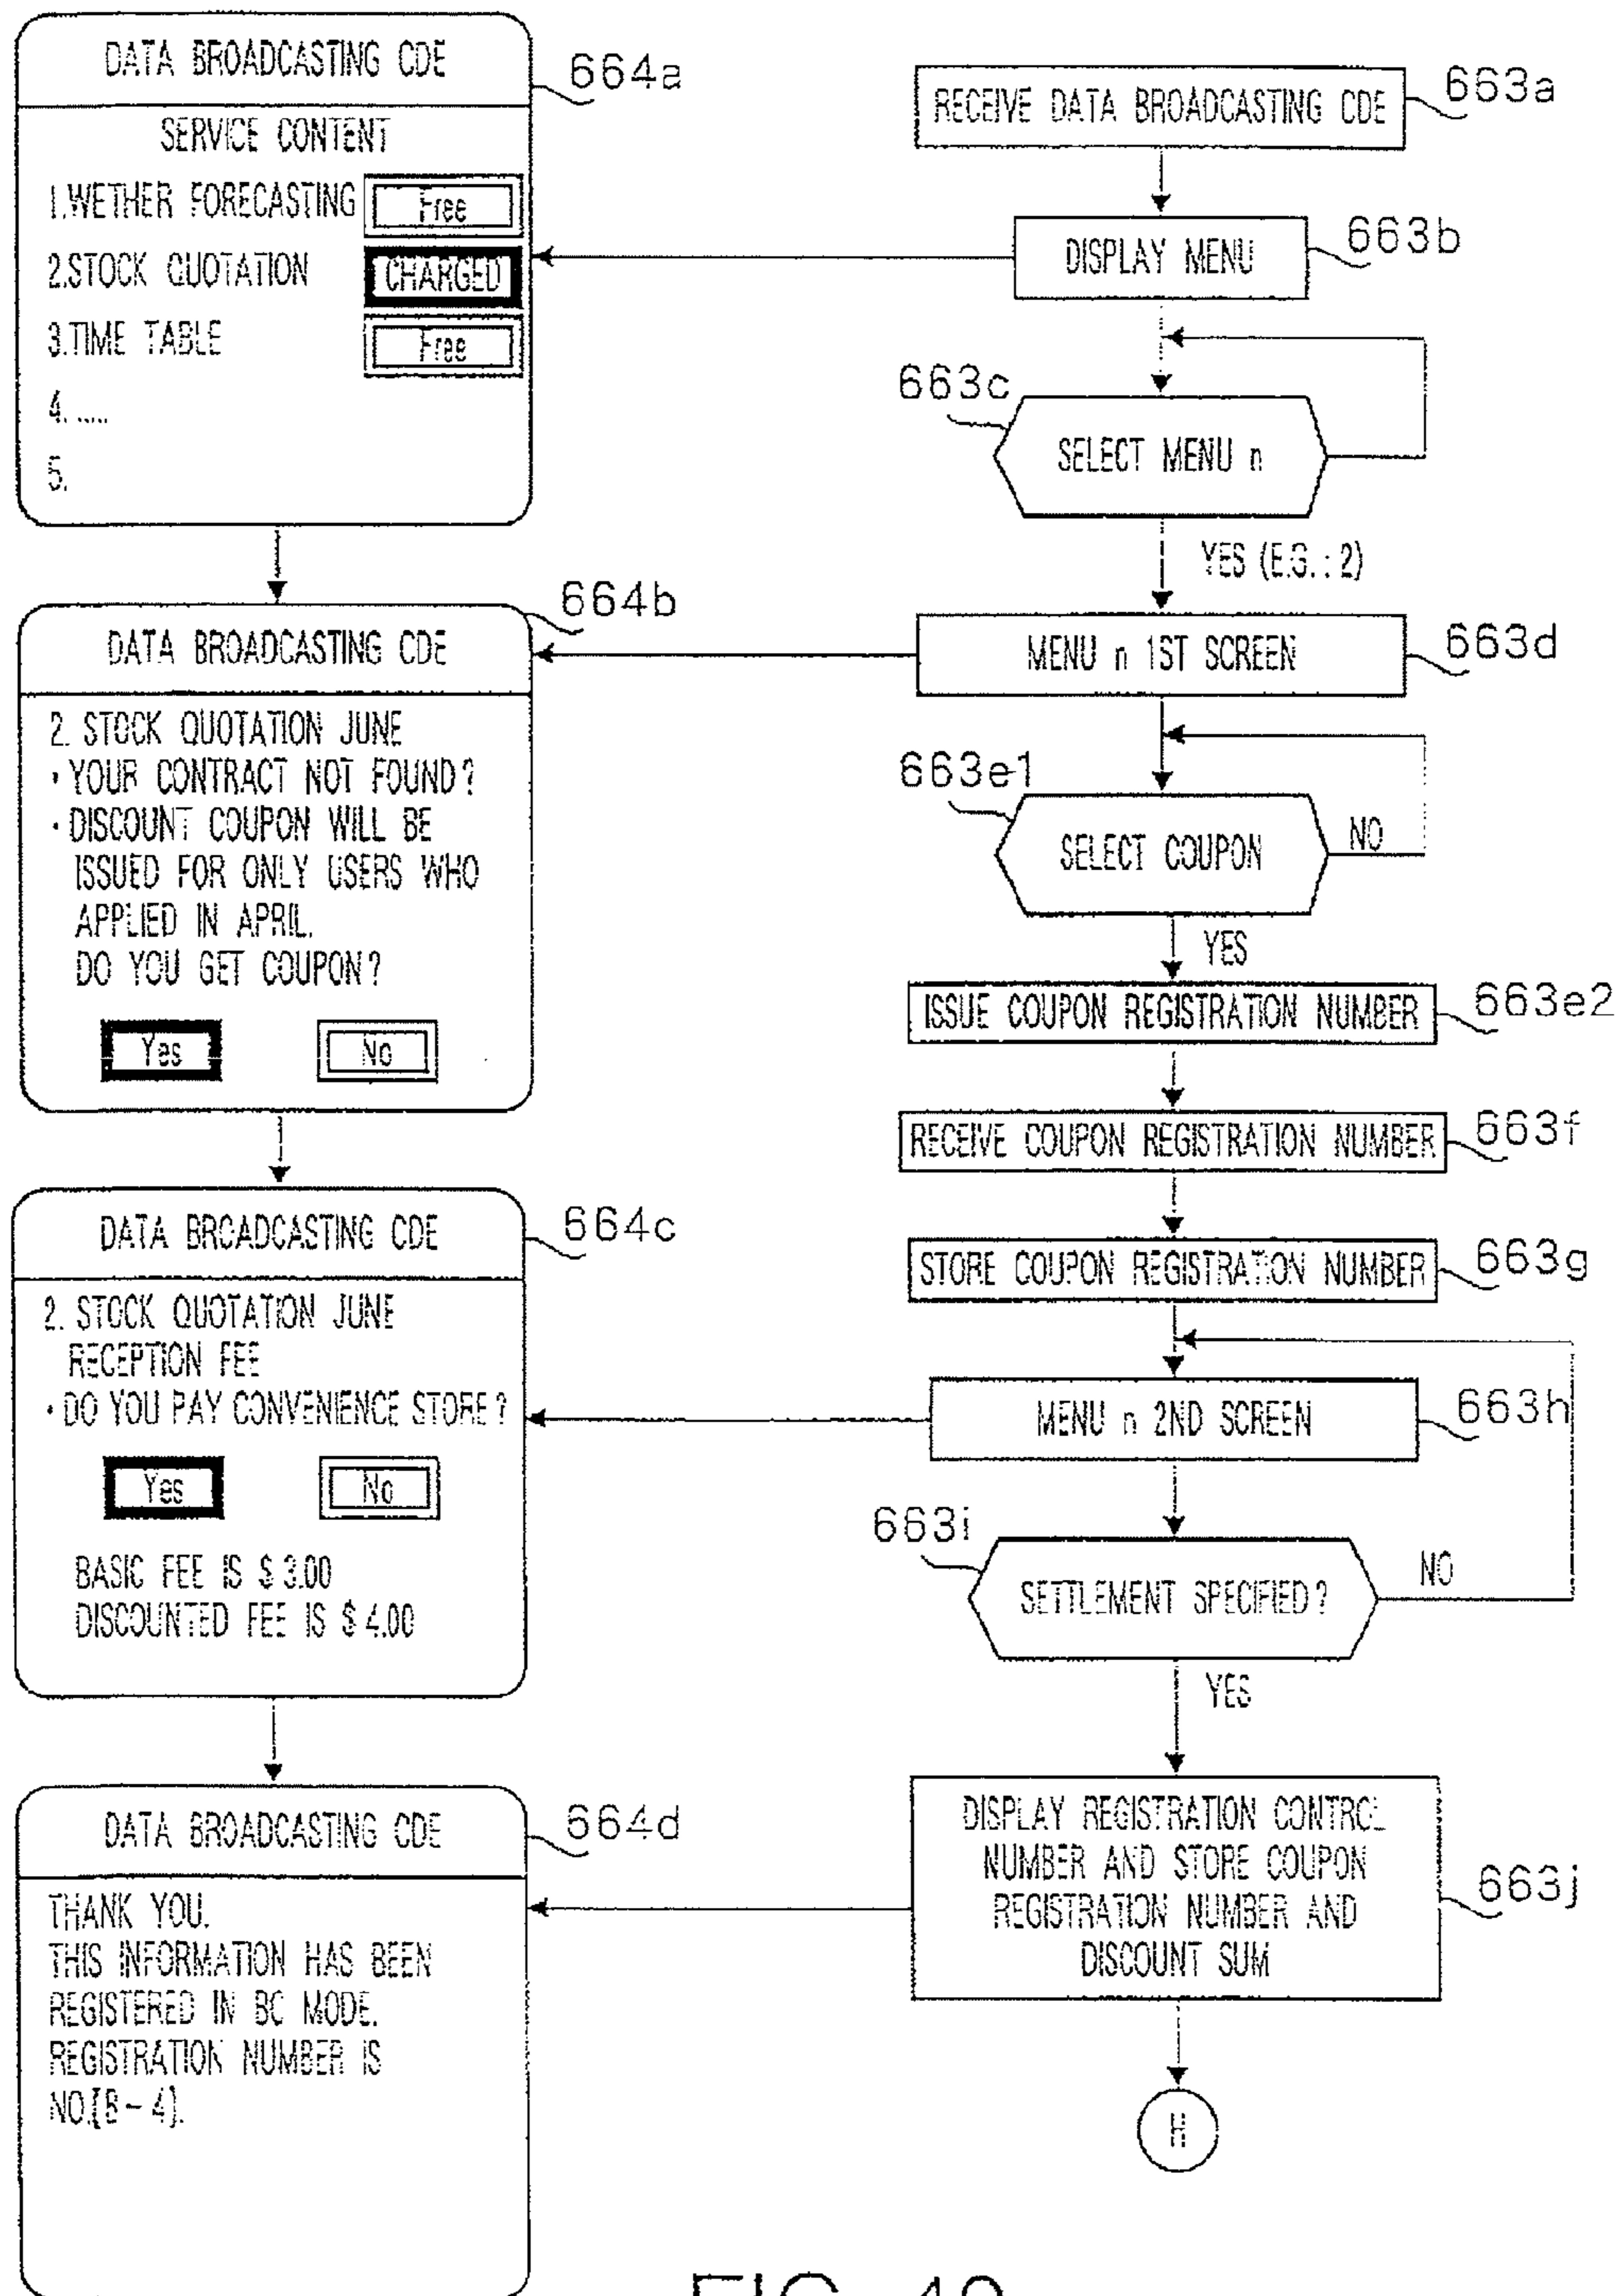 DATA BROADCASTING CDE
664a
SERVICE CONTENT
1.WETHER FORECASTING Free
2.STOCK QUOTATION CHARGED
3.TIME TABLE Free
4. .....
5.
DATA BROADCASTING CDE
664b
2. STOCK QUOTATION JUNE
・YOUR CONTRACT NOT FOUND?
・DISCOUNT COUPON WILL BE
ISSUED FOR ONLY USERS WHO
APPLIED IN APRIL.
DO YOU GET COUPON?
Yes No
DATA BROADCASTING CDE
664c
2. STOCK QUOTATION JUNE
RECEPTION FEE
・DO YOU PAY CONVENIENCE STORE?
Yes No
BASIC FEE IS $ 3.00
DISCOUNTED FEE IS $ 4.00
DATA BROADCASTING CDE
664d
THANK YOU.
THIS INFORMATION HAS BEEN
REGISTERED IN BC MODE.
REGISTRATION NUMBER IS
NO.[B-4].
RECEIVE DATA BROADCASTING CDE
663a
DISPLAY MENU
663b
663c
SELECT MENU n
YES (E.G. : 2)
MENU n 1ST SCREEN
663d
663e1
SELECT COUPON
NO
YES
ISSUE COUPON REGISTRATION NUMBER
663e2
RECEIVE COUPON REGISTRATION NUMBER
663f
STORE COUPON REGISTRATION NUMBER
663g
MENU n 2ND SCREEN
663h
663i
SETTLEMENT SPECIFIED?
NO
YES
DISPLAY REGISTRATION CONTROL
NUMBER AND STORE COUPON
REGISTRATION NUMBER AND
DISCOUNT SUM
663j
H